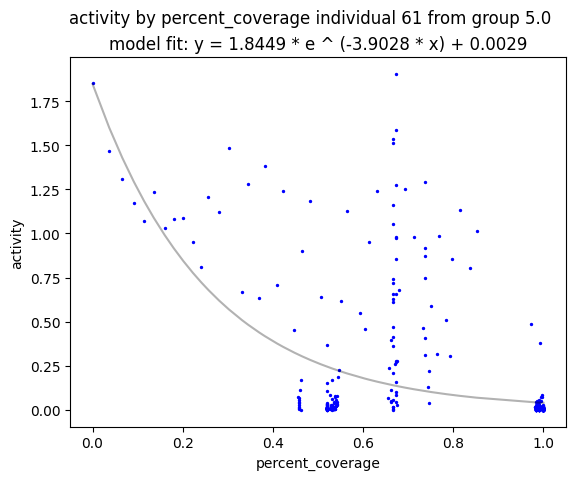 activity by percent_coverage individual 61 from group 5.0
model fit: y = 1.8449 * e ^ (-3.9028 * x) + 0.0029
1.75
1.50
1.25
1.00
0.75
0.50
0.25
0.00
activity
0.0 0.2 0.4 0.6 0.8 1.0
percent_coverage